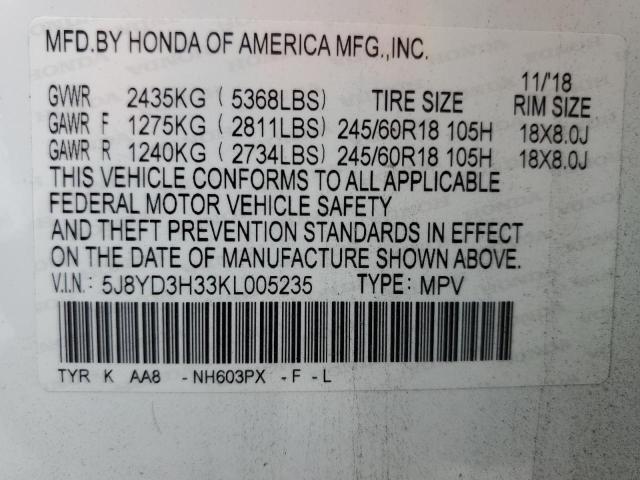 MFD.BY HONDA OF AMERICA MFG.,INC.
11/'18
GVWR 2435KG (5368LBS) TIRE SIZE RIM SIZE
GAWR F 1275KG (2811LBS) 245/60R18 105H 18X8.0J
GAWR R 1240KG (2734LBS) 245/60R18 105H 18X8.0J
THIS VEHICLE CONFORMS TO ALL APPLICABLE
FEDERAL MOTOR VEHICLE SAFETY
AND THEFT PREVENTION STANDARDS IN EFFECT
ON THE DATE OF MANUFACTURE SHOWN ABOVE.
V.I.N.: 5J8YD3H33KL005235 TYPE: MPV
TYR K AA8 -NH603PX -F -L